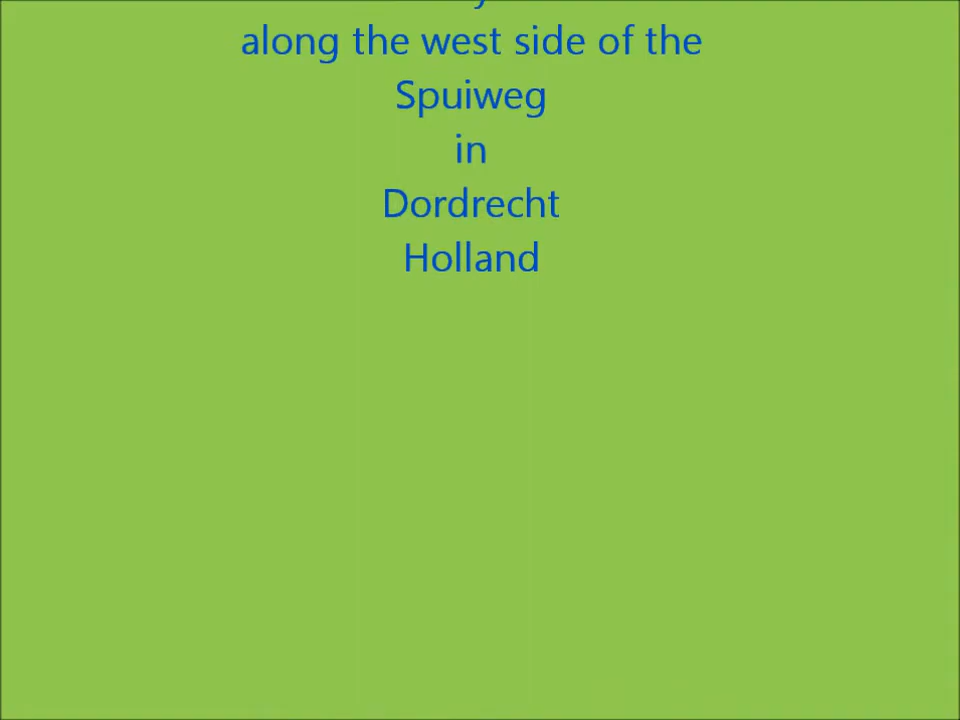 along the west side of the
Spuiweg
in
Dordrecht
Holland